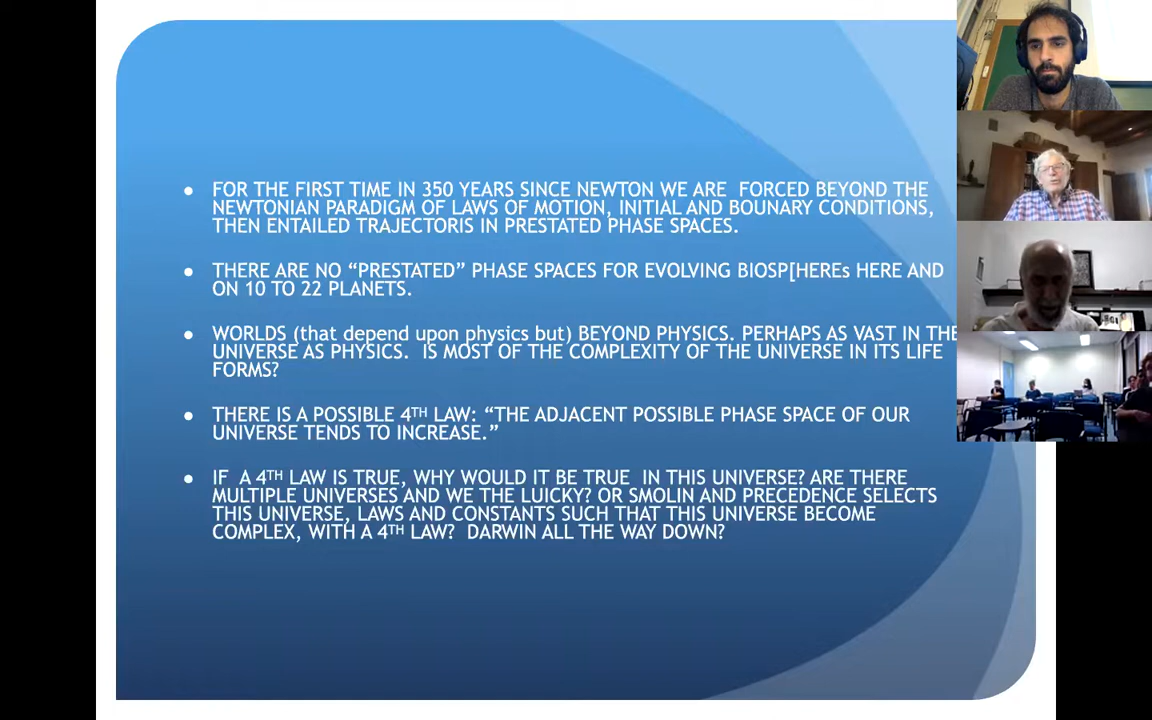 ● FOR THE FIRST TIME IN 350 YEARS SINCE NEWTON WE ARE FORCED BEYOND THE
NEWTONIAN PARADIGM OF LAWS OF MOTION, INITIAL AND BOUNARY CONDITIONS,
THEN ENTAILED TRAJECTORIS IN PRESTATED PHASE SPACES.
● THERE ARE NO “PRESTATED” PHASE SPACES FOR EVOLVING BIOSP[HEREs HERE AND
ON 10 TO 22 PLANETS.
● WORLDS (that depend upon physics but) BEYOND PHYSICS. PERHAPS AS VAST IN THE
UNIVERSE AS PHYSICS. IS MOST OF THE COMPLEXITY OF THE UNIVERSE IN ITS LIFE
FORMS?
● THERE IS A POSSIBLE 4TH LAW: “THE ADJACENT POSSIBLE PHASE SPACE OF OUR
UNIVERSE TENDS TO INCREASE.”
● IF A 4TH LAW IS TRUE, WHY WOULD IT BE TRUE IN THIS UNIVERSE? ARE THERE
MULTIPLE UNIVERSES AND WE THE LUICKY? OR SMOLIN AND PRECEDENCE SELECTS
THIS UNIVERSE, LAWS AND CONSTANTS SUCH THAT THIS UNIVERSE BECOME
COMPLEX, WITH A 4TH LAW? DARWIN ALL THE WAY DOWN?